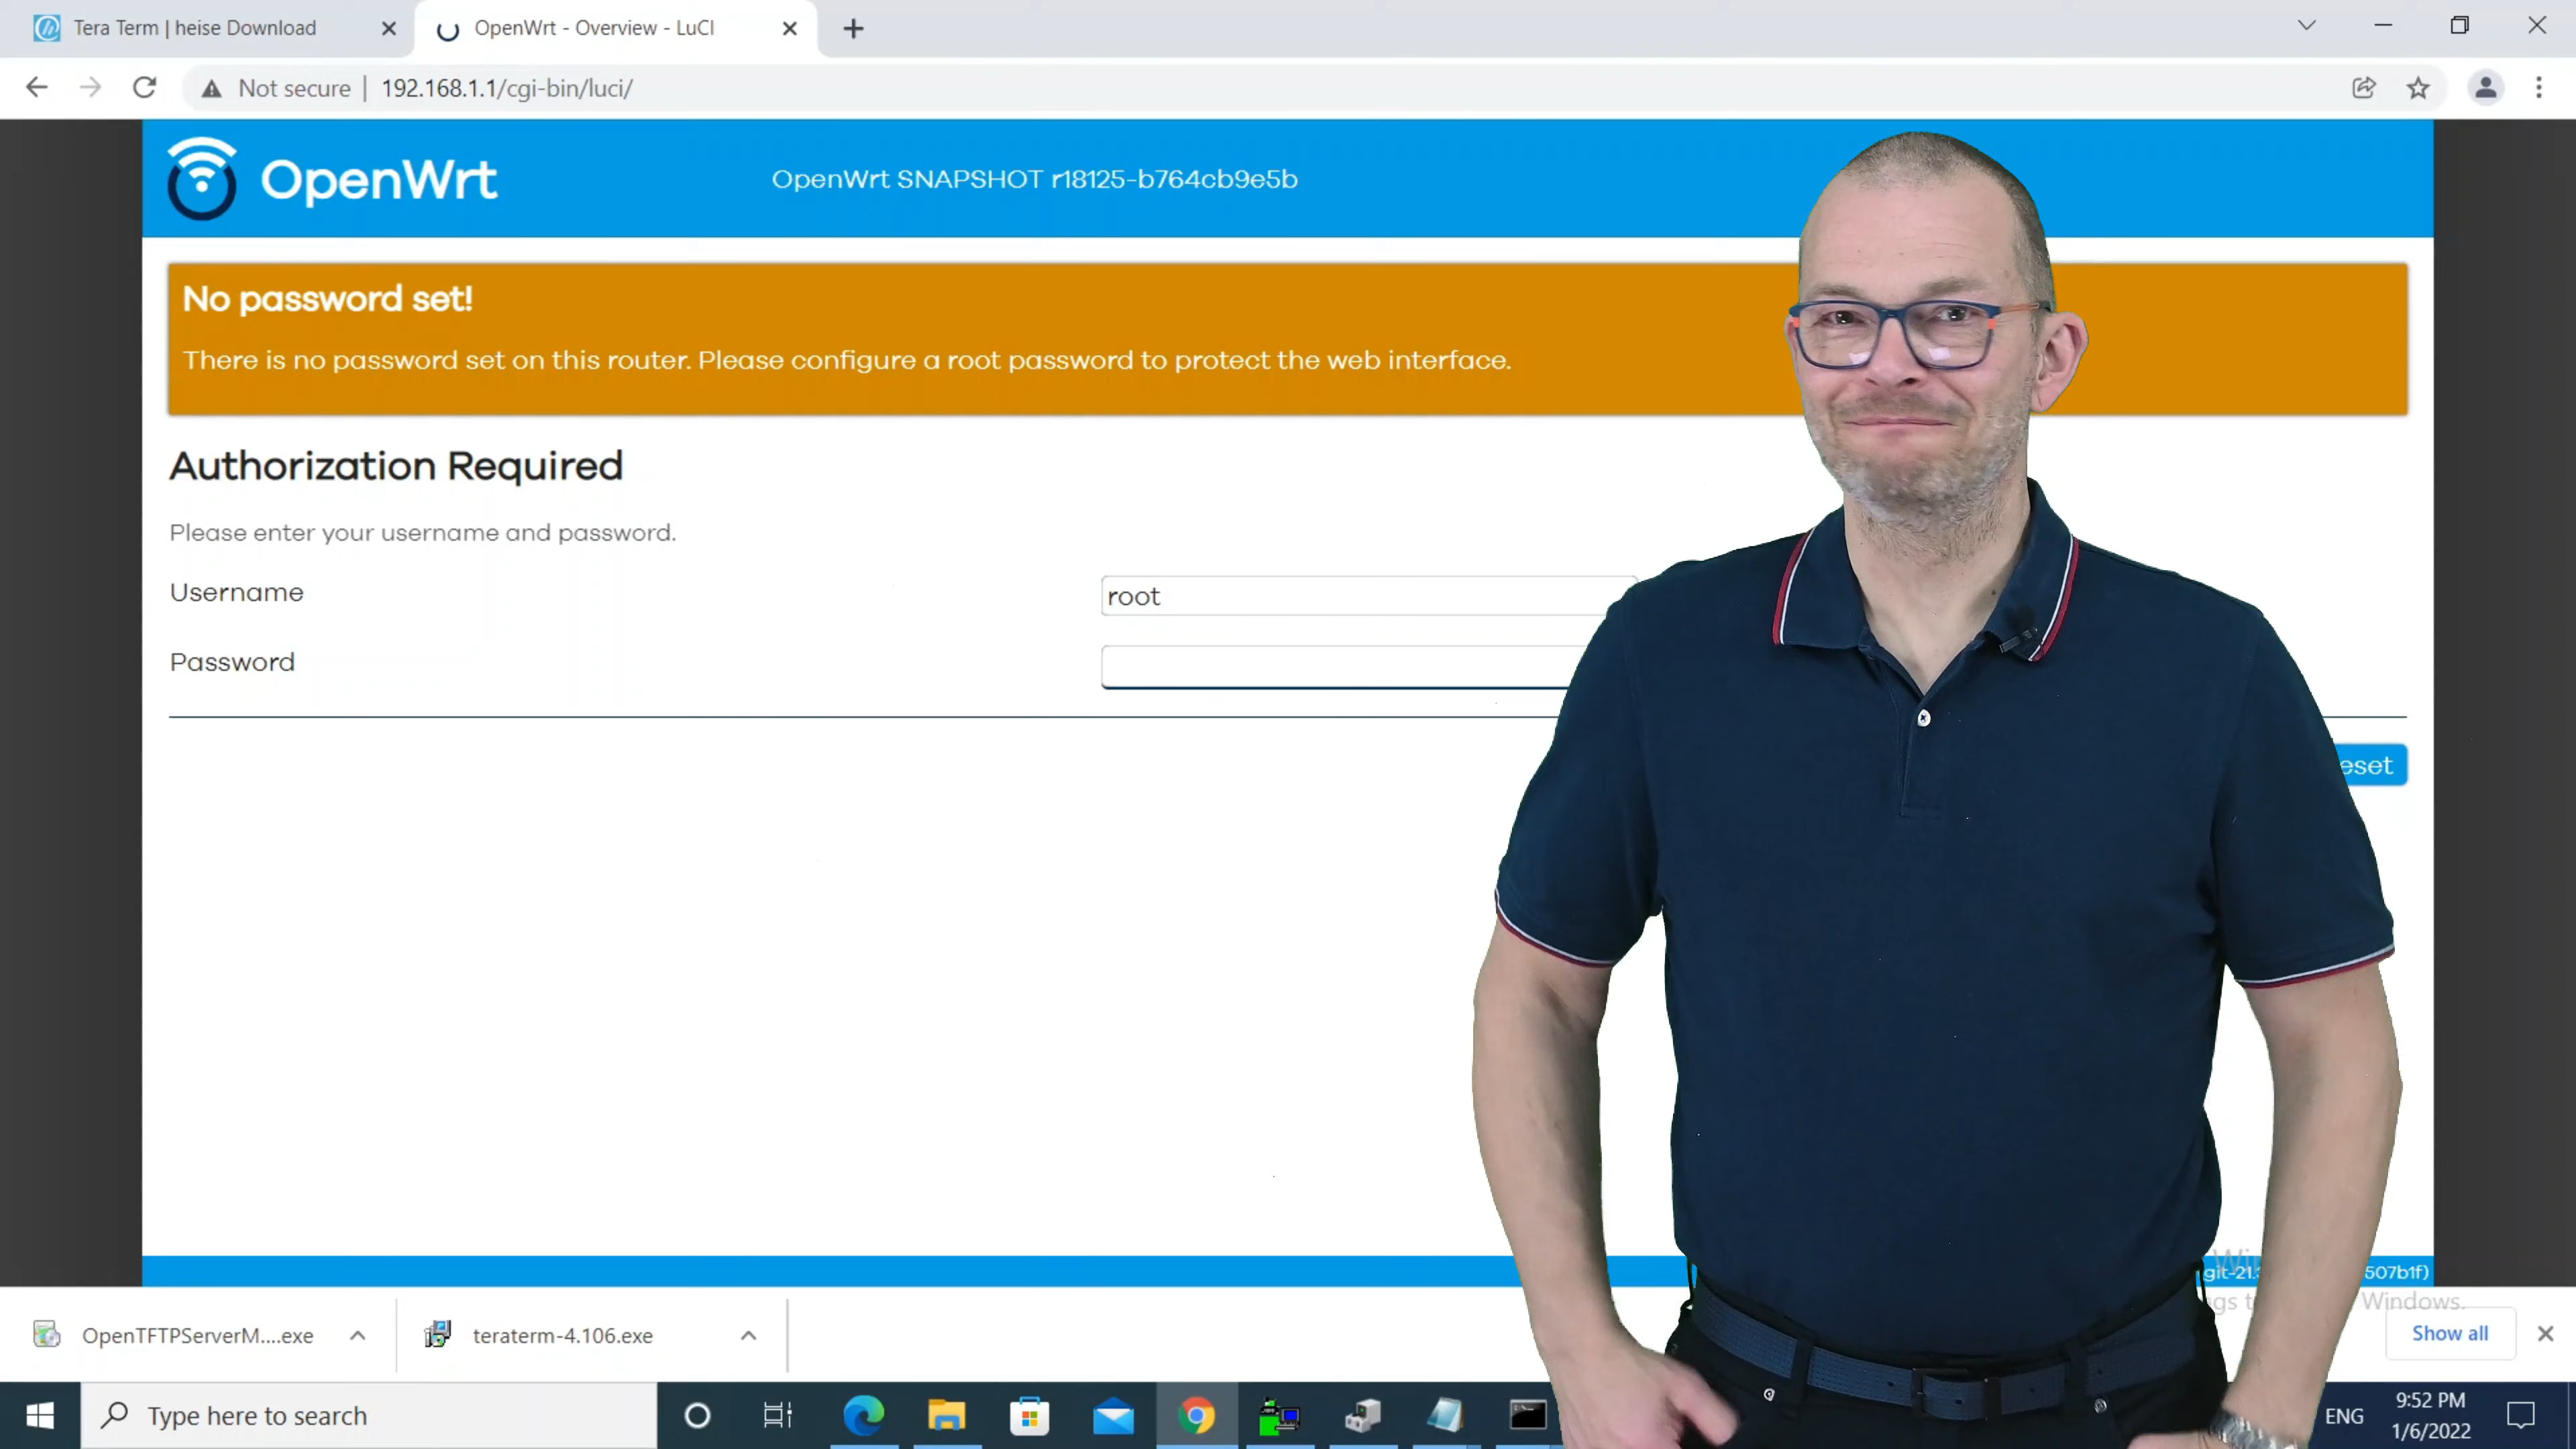 Tera Term | heise Download
OpenWrt - Overview - LuCI
Not secure | 192.168.1.1/cgi-bin/luci/
OpenWrt
OpenWrt SNAPSHOT r18125-b764cb9e5b
No password set!
There is no password set on this router. Please configure a root password to protect the web interface.
Authorization Required
Please enter your username and password.
Username
root
Password
eset
git-21.
507b1f)
Windows.
OpenTFTPServerM....exe
teraterm-4.106.exe
Show all
Type here to search
ENG
9:52 PM
1/6/2022